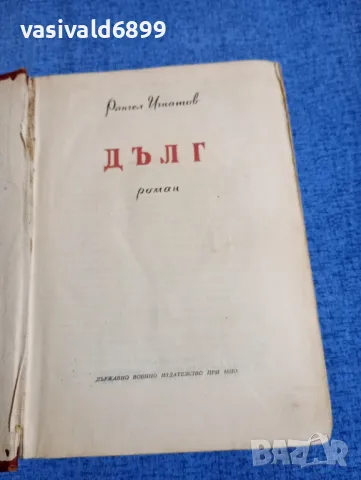 vasivald6899
Рангел Игнатов
ДЪЛГ
роман
ДЪРЖАВНО ВОЕННО ИЗДАТЕЛСТВО ПРИ МНО
BAZAR